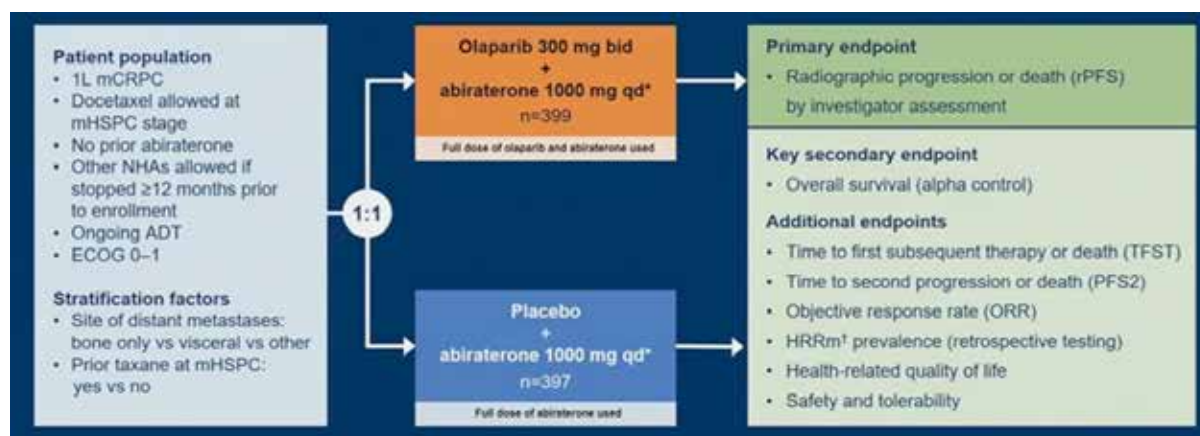 Patient population
• 1L mCRPC
• Docetaxel allowed at
mHSPC stage
• No prior abiraterone
• Other NHAs allowed if
stopped ≥12 months prior
to enrollment
• Ongoing ADT
• ECOG 0–1
Stratification factors
• Site of distant metastases:
bone only vs visceral vs other
• Prior taxane at mHSPC:
yes vs no
1:1
Olaparib 300 mg bid
+
abiraterone 1000 mg qd*
n=399
Full dose of olaparib and abiraterone used
Placebo
+
abiraterone 1000 mg qd*
n=397
Full dose of abiraterone used
Primary endpoint
• Radiographic progression or death (rPFS)
by investigator assessment
Key secondary endpoint
• Overall survival (alpha control)
Additional endpoints
• Time to first subsequent therapy or death (TFST)
• Time to second progression or death (PFS2)
• Objective response rate (ORR)
• HRRm† prevalence (retrospective testing)
• Health-related quality of life
• Safety and tolerability